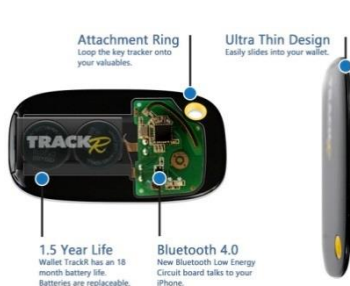 Attachment Ring
Loop the key tracker onto
your valuables.
Ultra Thin Design
Easily slides into your wallet.
TRACKR
1.5 Year Life
Wallet TrackR has an 18
month battery life.
Batteries are replaceable.
Bluetooth 4.0
New Bluetooth Low Energy
Circuit board talks to your
iPhone.